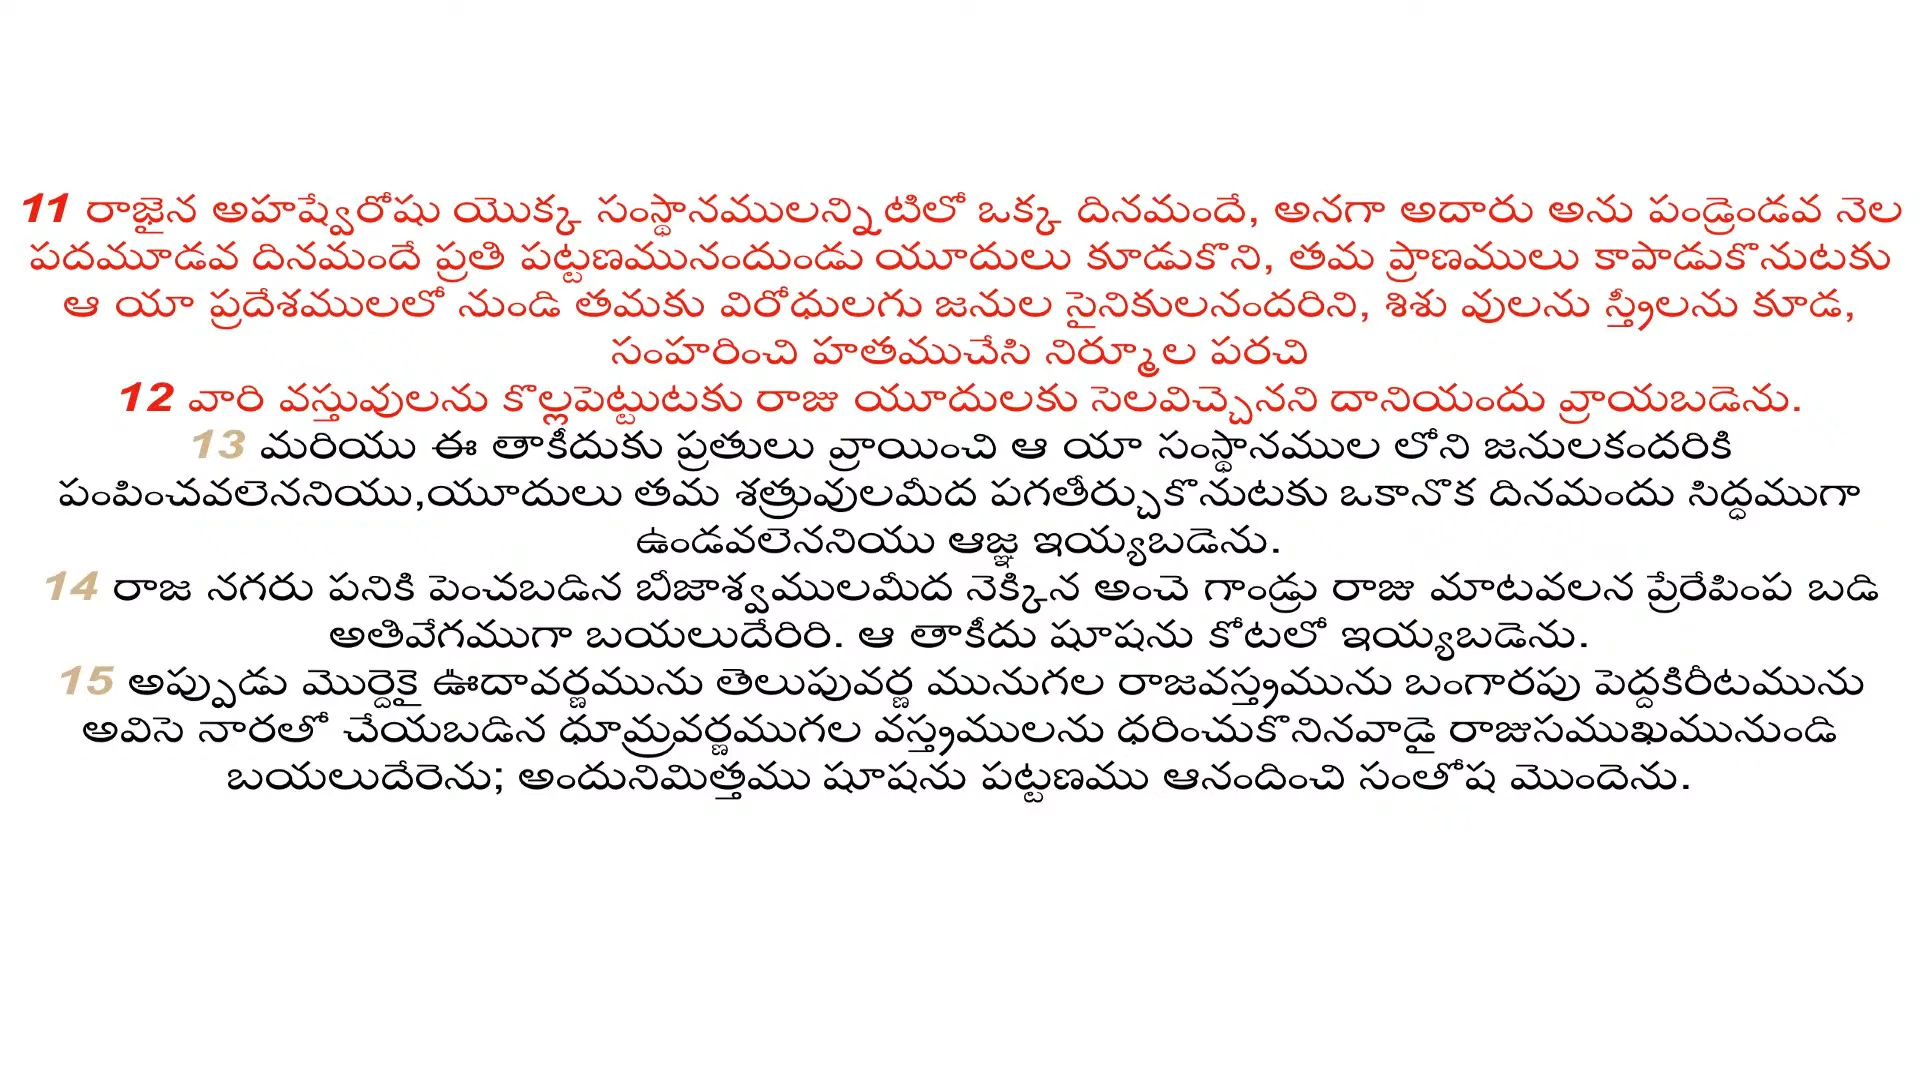 11 రాజైన అహష్వేరోషు యొక్క సంస్థానములన్ని టిలో ఒక్క దినమందే, అనగా అదారు అను పండ్రెండవ నెల
పదమూడవ దినమందే ప్రతి పట్టణమునందుండు యూదులు కూడుకొని, తమ ప్రాణములు కాపాడుకొనుటకు
ఆ యా ప్రదేశములలో నుండి తమకు విరోధులగు జనుల సైనికులనందరిని, శిశు వులను స్త్రీలను కూడ,
సంహరించి హతముచేసి నిర్మూల పరచి
12 వారి వస్తువులను కొల్లపెట్టుటకు రాజు యూదులకు సెలవిచ్చెనని దానియందు వ్రాయబడెను.
13 మరియు ఈ తాకీదుకు ప్రతులు వ్రాయించి ఆ యా సంస్థానముల లోని జనులకందరికి
పంపించవలెననియు,యూదులు తమ శత్రువులమీద పగతీర్చుకొనుటకు ఒకానొక దినమందు సిద్ధముగా
ఉండవలెననియు ఆజ్ఞ ఇయ్యబడెను.
14 రాజ నగరు పనికి పెంచబడిన బీజాశ్వములమీద నెక్కిన అంచె గాండ్రు రాజు మాటవలన ప్రేరేపింప బడి
అతివేగముగా బయలుదేరిరి. ఆ తాకీదు షూషను కోటలో ఇయ్యబడెను.
15 అప్పుడు మొర్దెకై ఊదావర్ణమును తెలుపువర్ణ మునుగల రాజవస్త్రమును బంగారపు పెద్దకిరీటమును
అవిసె నారతో చేయబడిన ధూమ్రవర్ణముగల వస్త్రములను ధరించుకొనినవాడై రాజుసముఖమునుండి
బయలుదేరెను; అందునిమిత్తము షూషను పట్టణము ఆనందించి సంతోష మొందెను.